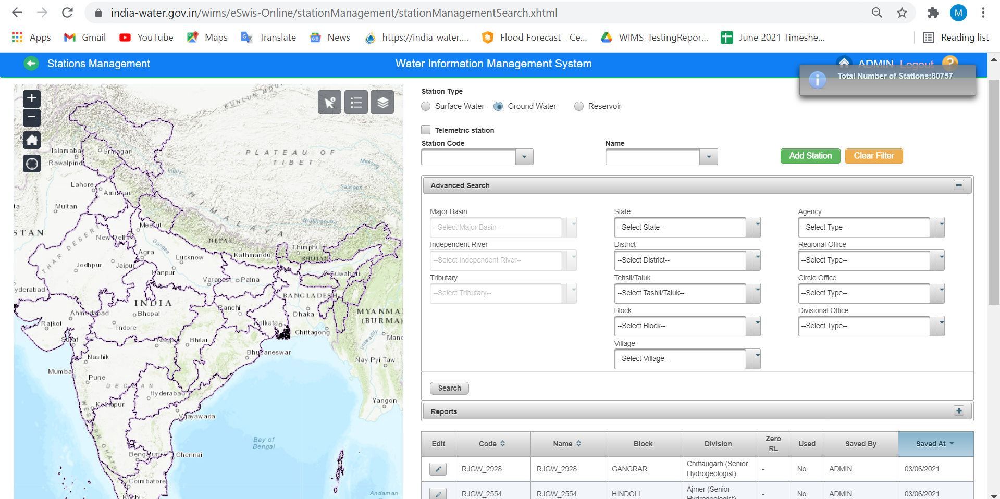 india-water.gov.in/wims/eSwis-Online/stationManagement/stationManagementSearch.xhtml
M
Apps
Gmail
YouTube
Maps
Translate
News
https://india-water....
Flood Forecast - Ce...
WIMS_TestingRepor...
June 2021 Timeshe...
Reading list
Stations Management
Water Information Management System
ADMIN
Logout
?
Total Number of Stations:80757
+
−
KUNLUN MOU
Islamabad
Srinagar
Rawalpindi
PLATEAU OF
TIBET
Mekong
Indus
Lahore
Salween
Amritsar
HIMALAYA
Multan
ta
Brahmaputra
Meerut
STAN
New Delhi
NEPAL
Thimphu
THAR DESERT
Ganges
Agra
Lucknow
Kathmandu
BHUTAN
Jodhpur
Jaipur
Kanpur
Guwahati
Varanasi
Patna
yderabad
INDIA
BANGLADESH
Ranchi
Ahmedabad
Bhopal
Dhaka
MYANMA
(BURMA)
Rajkot
Indore
Kolkata
Chittagong
Irrawaddy
Surat
Nagpur
Bhilai
Mand
Nashik
Bhubaneswar
Nay Pyi Taw
Mumbai
Pune
DECCAN
Hyderabad
Kolhapur
Yangon
Vijayawada
WESTERN GHATS
Bay of
Bengal
Bengaluru
Chennai
Coimbatore
Andaman
Kochi
Station Type
Surface Water
Ground Water
Reservoir
Telemetric station
Station Code
Name
Add Station
Clear Filter
Advanced Search
Major Basin
State
Agency
--Select Major Basin--
--Select State--
--Select Type--
Independent River
District
Regional Office
--Select Independent River--
--Select District--
--Select Type--
Tributary
Tehsil/Taluk
Circle Office
--Select Tributary--
--Select Tashil/Taluk--
--Select Type--
Block
Divisional Office
--Select Block--
--Select Type--
Village
--Select Village--
Search
Reports
Edit
Code
Name
Block
Division
Zero
RL
Used
Saved By
Saved At
RJGW_2928
RJGW_2928
GANGRAR
Chittaugarh (Senior
Hydrogeologist)
-
No
ADMIN
03/06/2021
RJGW_2554
RJGW_2554
HINDOLI
Ajmer (Senior
Hydrogeologist)
-
No
ADMIN
03/06/2021